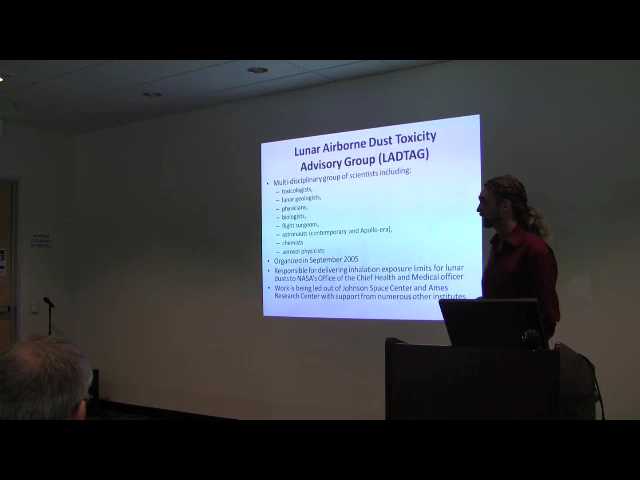 Lunar Airborne Dust Toxicity
Advisory Group (LADTAG)
• Multi-disciplinary group of scientists including:
– toxicologists,
– lunar geologists,
– physicians,
– biologists,
– flight surgeons,
– astronauts (contemporary and Apollo-era),
– chemists
– aerosol physicists
• Organized in September 2005
• Responsible for delivering inhalation exposure limits for lunar
dusts to NASA's Office of the Chief Health and Medical officer
• Work is being led out of Johnson Space Center and Ames
Research Center with support from numerous other institutes